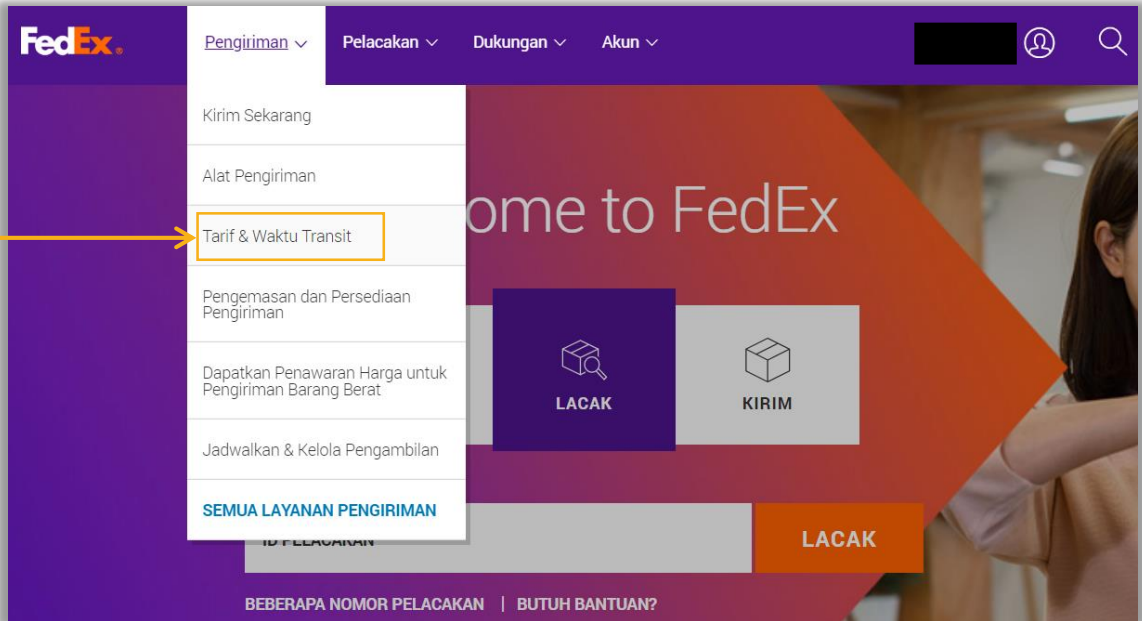 FedEx®
Pengiriman
Pelacakan
Dukungan
Akun
Kirim Sekarang
Alat Pengiriman
Tarif & Waktu Transit
Pengemasan dan Persediaan
Pengiriman
Dapatkan Penawaran Harga untuk
Pengiriman Barang Berat
Jadwalkan & Kelola Pengambilan
SEMUA LAYANAN PENGIRIMAN
ome to FedEx
LACAK
KIRIM
ID PELACAKAN
LACAK
BEBERAPA NOMOR PELACAKAN | BUTUH BANTUAN?